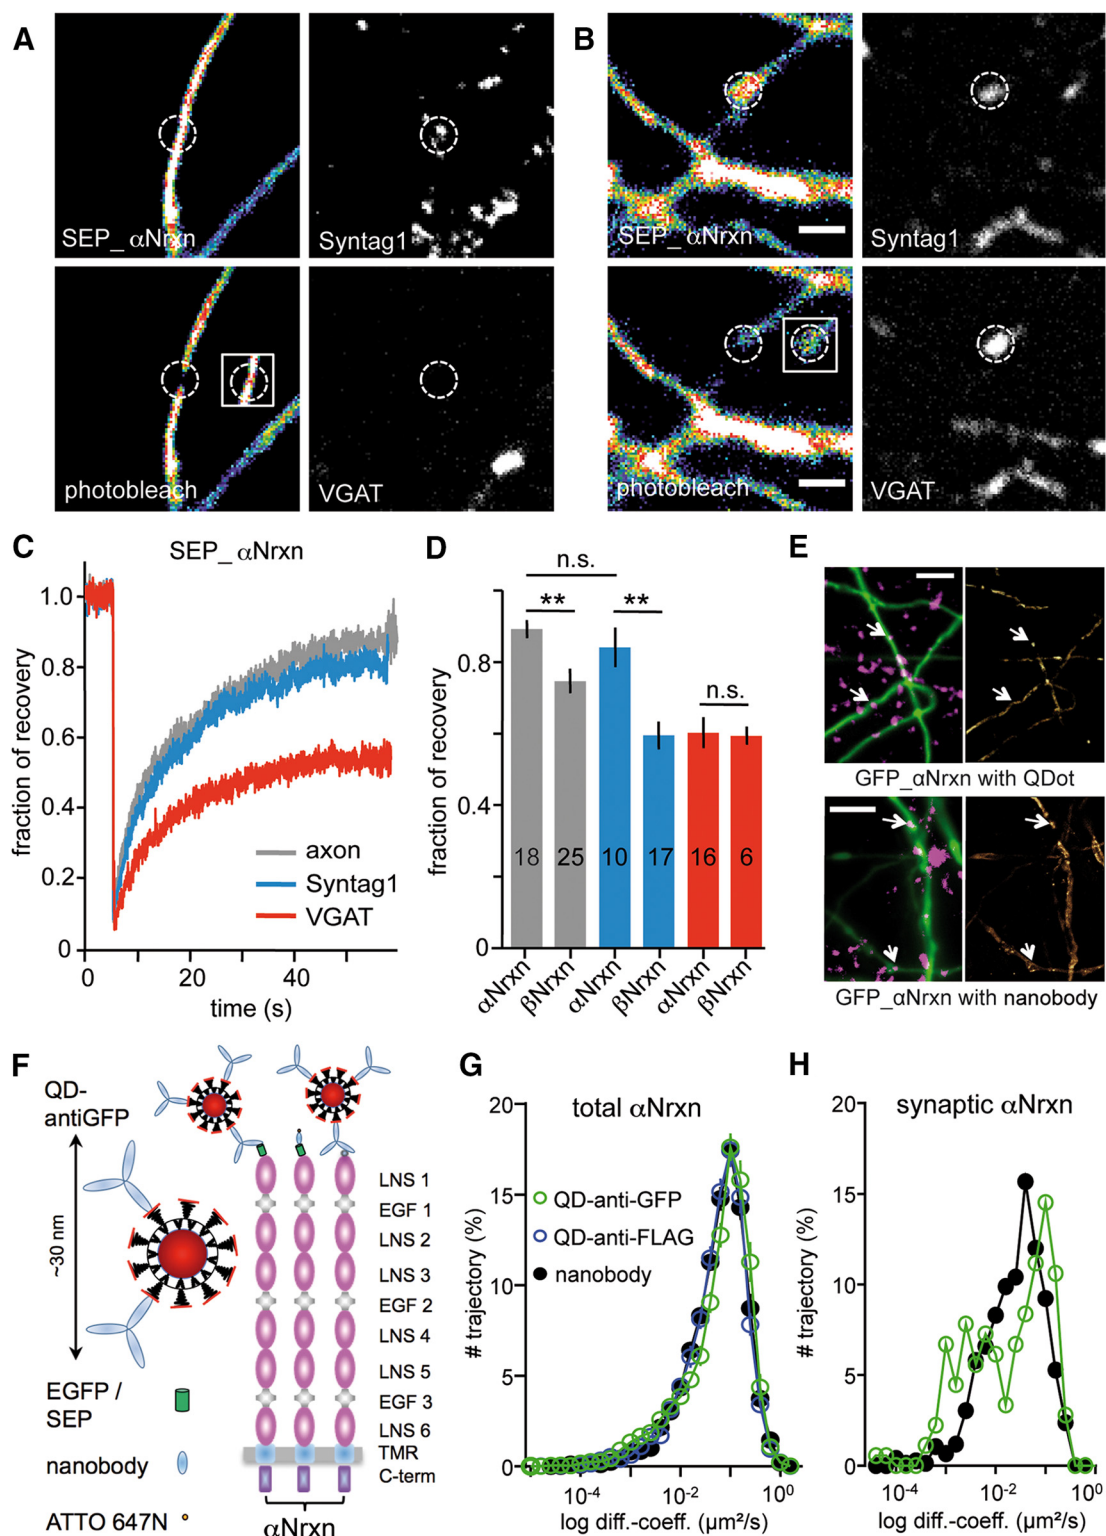 A
SEP_ αNrxn
Syntag1
photobleach
VGAT
B
SEP_ αNrxn
Syntag1
photobleach
VGAT
C
SEP_ αNrxn
fraction of recovery
1.0
0.8
0.6
0.4
0.2
0
0
20
40
time (s)
axon
Syntag1
VGAT
D
n.s.
**
**
n.s.
fraction of recovery
0.8
0.4
0
18
25
10
17
16
6
αNrxn
βNrxn
αNrxn
βNrxn
αNrxn
βNrxn
E
GFP_αNrxn with QDot
GFP_αNrxn with nanobody
F
QD-
antiGFP
~30 nm
EGFP /
SEP
nanobody
ATTO 647N
LNS 1
EGF 1
LNS 2
LNS 3
EGF 2
LNS 4
LNS 5
EGF 3
LNS 6
TMR
C-term
αNrxn
G
total αNrxn
# trajectory (%)
20
15
10
5
0
QD-anti-GFP
QD-anti-FLAG
nanobody
10⁻⁴
10⁻²
10⁰
log diff.-coeff. (µm²/s)
H
synaptic αNrxn
# trajectory (%)
20
15
10
5
0
10⁻⁴
10⁻²
10⁰
log diff.-coeff. (µm²/s)